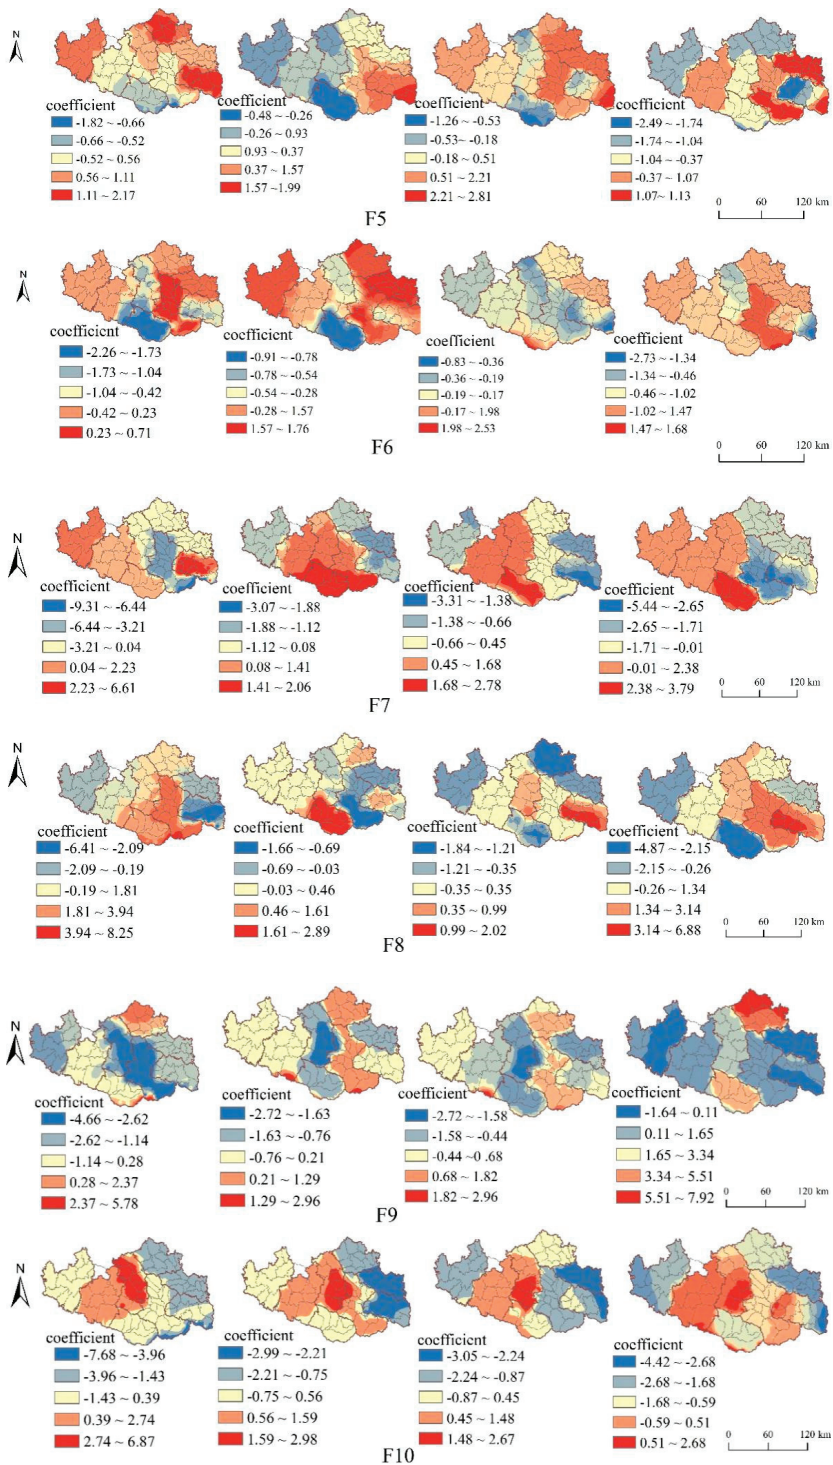 N
coefficient
-1.82 ~ -0.66
-0.66 ~ -0.52
-0.52 ~ 0.56
0.56 ~ 1.11
1.11 ~ 2.17
coefficient
-0.48 ~ -0.26
-0.26 ~ 0.93
0.93 ~ 0.37
0.37 ~ 1.57
1.57~1.99
coefficient
-1.26 ~ -0.53
-0.53~ -0.18
-0.18 ~ 0.51
0.51 ~ 2.21
2.21 ~ 2.81
coefficient
-2.49 ~ -1.74
-1.74 ~ -1.04
-1.04 ~ -0.37
-0.37 ~ 1.07
1.07~ 1.13
0 60 120 km
F5
N
coefficient
-2.26 ~ -1.73
-1.73 ~ -1.04
-1.04 ~ -0.42
-0.42 ~ 0.23
0.23 ~ 0.71
coefficient
-0.91 ~ -0.78
-0.78 ~ -0.54
-0.54 ~ -0.28
-0.28 ~ 1.57
1.57 ~ 1.76
coefficient
-0.83 ~ -0.36
-0.36 ~ -0.19
-0.19 ~ -0.17
-0.17 ~ 1.98
1.98 ~ 2.53
coefficient
-2.73 ~ -1.34
-1.34 ~ -0.46
-0.46 ~ -1.02
-1.02 ~ 1.47
1.47 ~ 1.68
0 60 120 km
F6
N
coefficient
-9.31 ~ -6.44
-6.44 ~ -3.21
-3.21 ~ 0.04
0.04 ~ 2.23
2.23 ~ 6.61
coefficient
-3.07 ~ -1.88
-1.88 ~ -1.12
-1.12 ~ 0.08
0.08 ~ 1.41
1.41 ~ 2.06
coefficient
-3.31 ~ -1.38
-1.38 ~ -0.66
-0.66 ~ 0.45
0.45 ~ 1.68
1.68 ~ 2.78
coefficient
-5.44 ~ -2.65
-2.65 ~ -1.71
-1.71 ~ -0.01
-0.01 ~ 2.38
2.38 ~ 3.79
0 60 120 km
F7
N
coefficient
-6.41 ~ -2.09
-2.09 ~ -0.19
-0.19 ~ 1.81
1.81 ~ 3.94
3.94 ~ 8.25
coefficient
-1.66 ~ -0.69
-0.69 ~ -0.03
-0.03 ~ 0.46
0.46 ~ 1.61
1.61 ~ 2.89
coefficient
-1.84 ~ -1.21
-1.21 ~ -0.35
-0.35 ~ 0.35
0.35 ~ 0.99
0.99 ~ 2.02
coefficient
-4.87 ~ -2.15
-2.15 ~ -0.26
-0.26 ~ 1.34
1.34 ~ 3.14
3.14 ~ 6.88
0 60 120 km
F8
N
coefficient
-4.66 ~ -2.62
-2.62 ~ -1.14
-1.14 ~ 0.28
0.28 ~ 2.37
2.37 ~ 5.78
coefficient
-2.72 ~ -1.63
-1.63 ~ -0.76
-0.76 ~ 0.21
0.21 ~ 1.29
1.29 ~ 2.96
coefficient
-2.72 ~ -1.58
-1.58 ~ -0.44
-0.44 ~ 0.68
0.68 ~ 1.82
1.82 ~ 2.96
coefficient
-1.64 ~ 0.11
0.11 ~ 1.65
1.65 ~ 3.34
3.34 ~ 5.51
5.51 ~ 7.92
0 60 120 km
F9
N
coefficient
-7.68 ~ -3.96
-3.96 ~ -1.43
-1.43 ~ 0.39
0.39 ~ 2.74
2.74 ~ 6.87
coefficient
-2.99 ~ -2.21
-2.21 ~ -0.75
-0.75 ~ 0.56
0.56 ~ 1.59
1.59 ~ 2.98
coefficient
-3.05 ~ -2.24
-2.24 ~ -0.87
-0.87 ~ 0.45
0.45 ~ 1.48
1.48 ~ 2.67
coefficient
-4.42 ~ -2.68
-2.68 ~ -1.68
-1.68 ~ -0.59
-0.59 ~ 0.51
0.51 ~ 2.68
0 60 120 km
F10